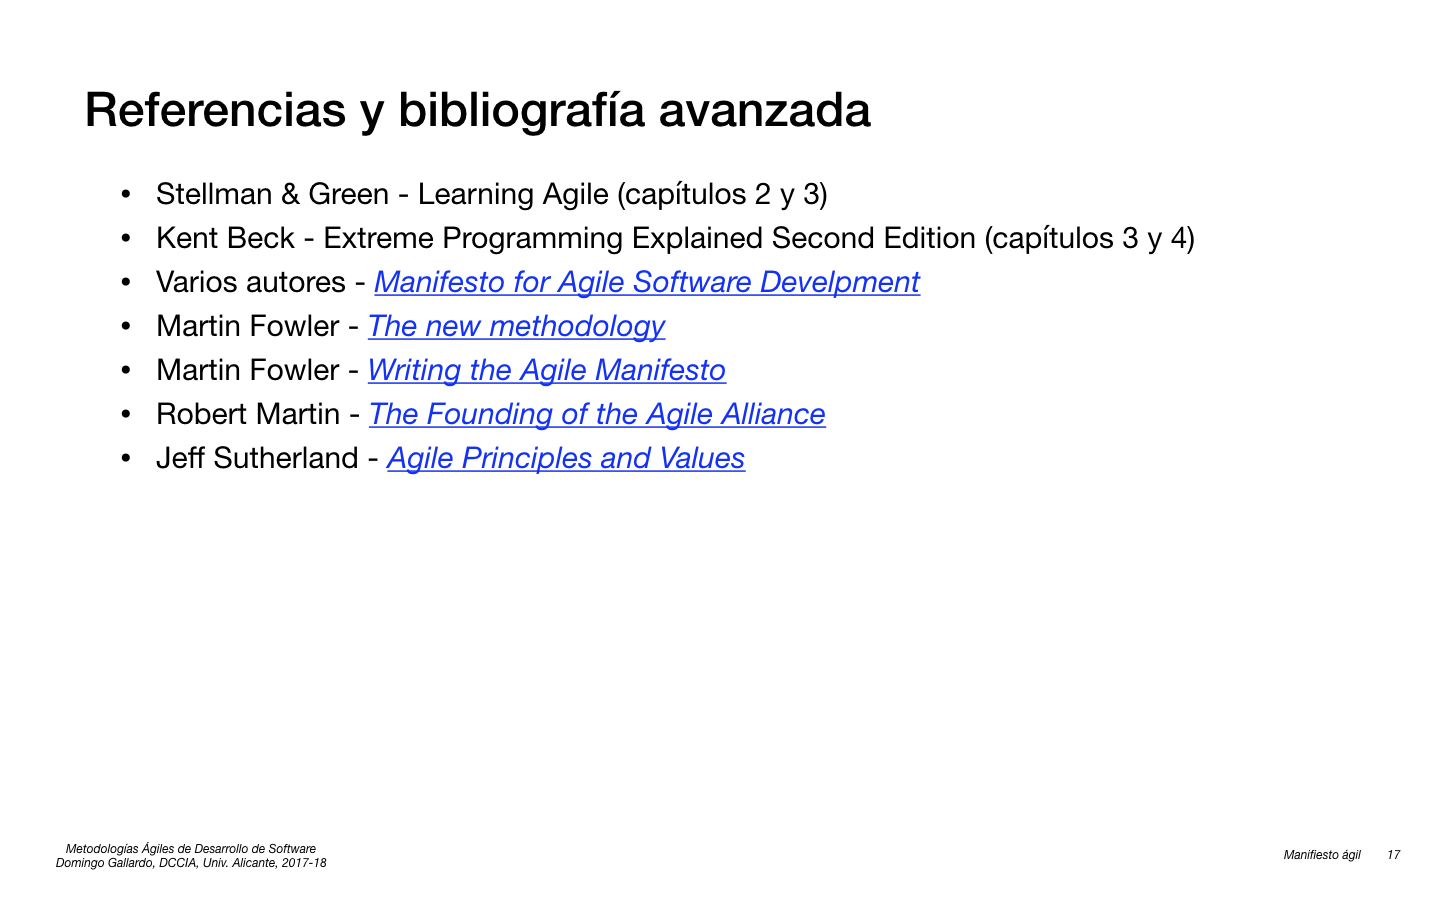 Referencias y bibliografía avanzada
• Stellman & Green - Learning Agile (capítulos 2 y 3)
• Kent Beck - Extreme Programming Explained Second Edition (capítulos 3 y 4)
• Varios autores - Manifesto for Agile Software Develpment
• Martin Fowler - The new methodology
• Martin Fowler - Writing the Agile Manifesto
• Robert Martin - The Founding of the Agile Alliance
• Jeff Sutherland - Agile Principles and Values
Metodologías Ágiles de Desarrollo de Software
Domingo Gallardo, DCCIA, Univ. Alicante, 2017-18
Manifiesto ágil 17